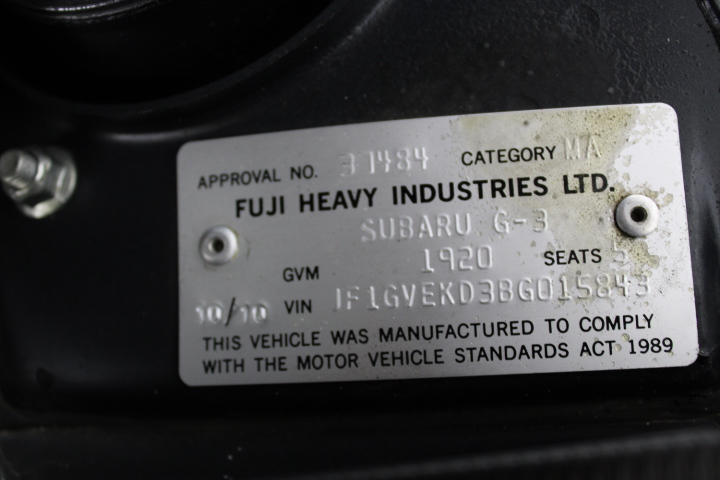 APPROVAL NO. 37484 CATEGORY MA
FUJI HEAVY INDUSTRIES LTD.
SUBARU G-3
GVM 1920 SEATS 5
10/10 VIN JF1GVEKD3BG015843
THIS VEHICLE WAS MANUFACTURED TO COMPLY
WITH THE MOTOR VEHICLE STANDARDS ACT 1989